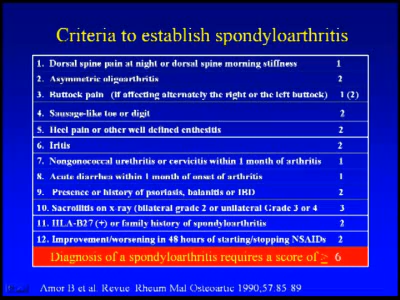 Criteria to establish spondyloarthritis
1. Dorsal spine pain at night or dorsal spine morning stiffness 1
2. Asymmetric oligoarthritis 2
3. Buttock pain (if affecting alternately the right or the left buttock) 1 (2)
4. Sausage-like toe or digit 2
5. Heel pain or other well defined enthesitis 2
6. Iritis 2
7. Nongonococcal urethritis or cervicitis within 1 month of arthritis 1
8. Acute diarrhea within 1 month of onset of arthritis 1
9. Presence or history of psoriasis, balanitis or IBD 2
10. Sacroiliitis on x-ray (bilateral grade 2 or unilateral Grade 3 or 4 3
11. HLA-B27 (+) or family history of spondyloarthritis 2
12. Improvement/worsening in 48 hours of starting/stopping NSAIDs 2
Diagnosis of a spondyloarthritis requires a score of ≥ 6
Amor B et al. Revue Rheum Mal Osteoartic 1990;57:85-89